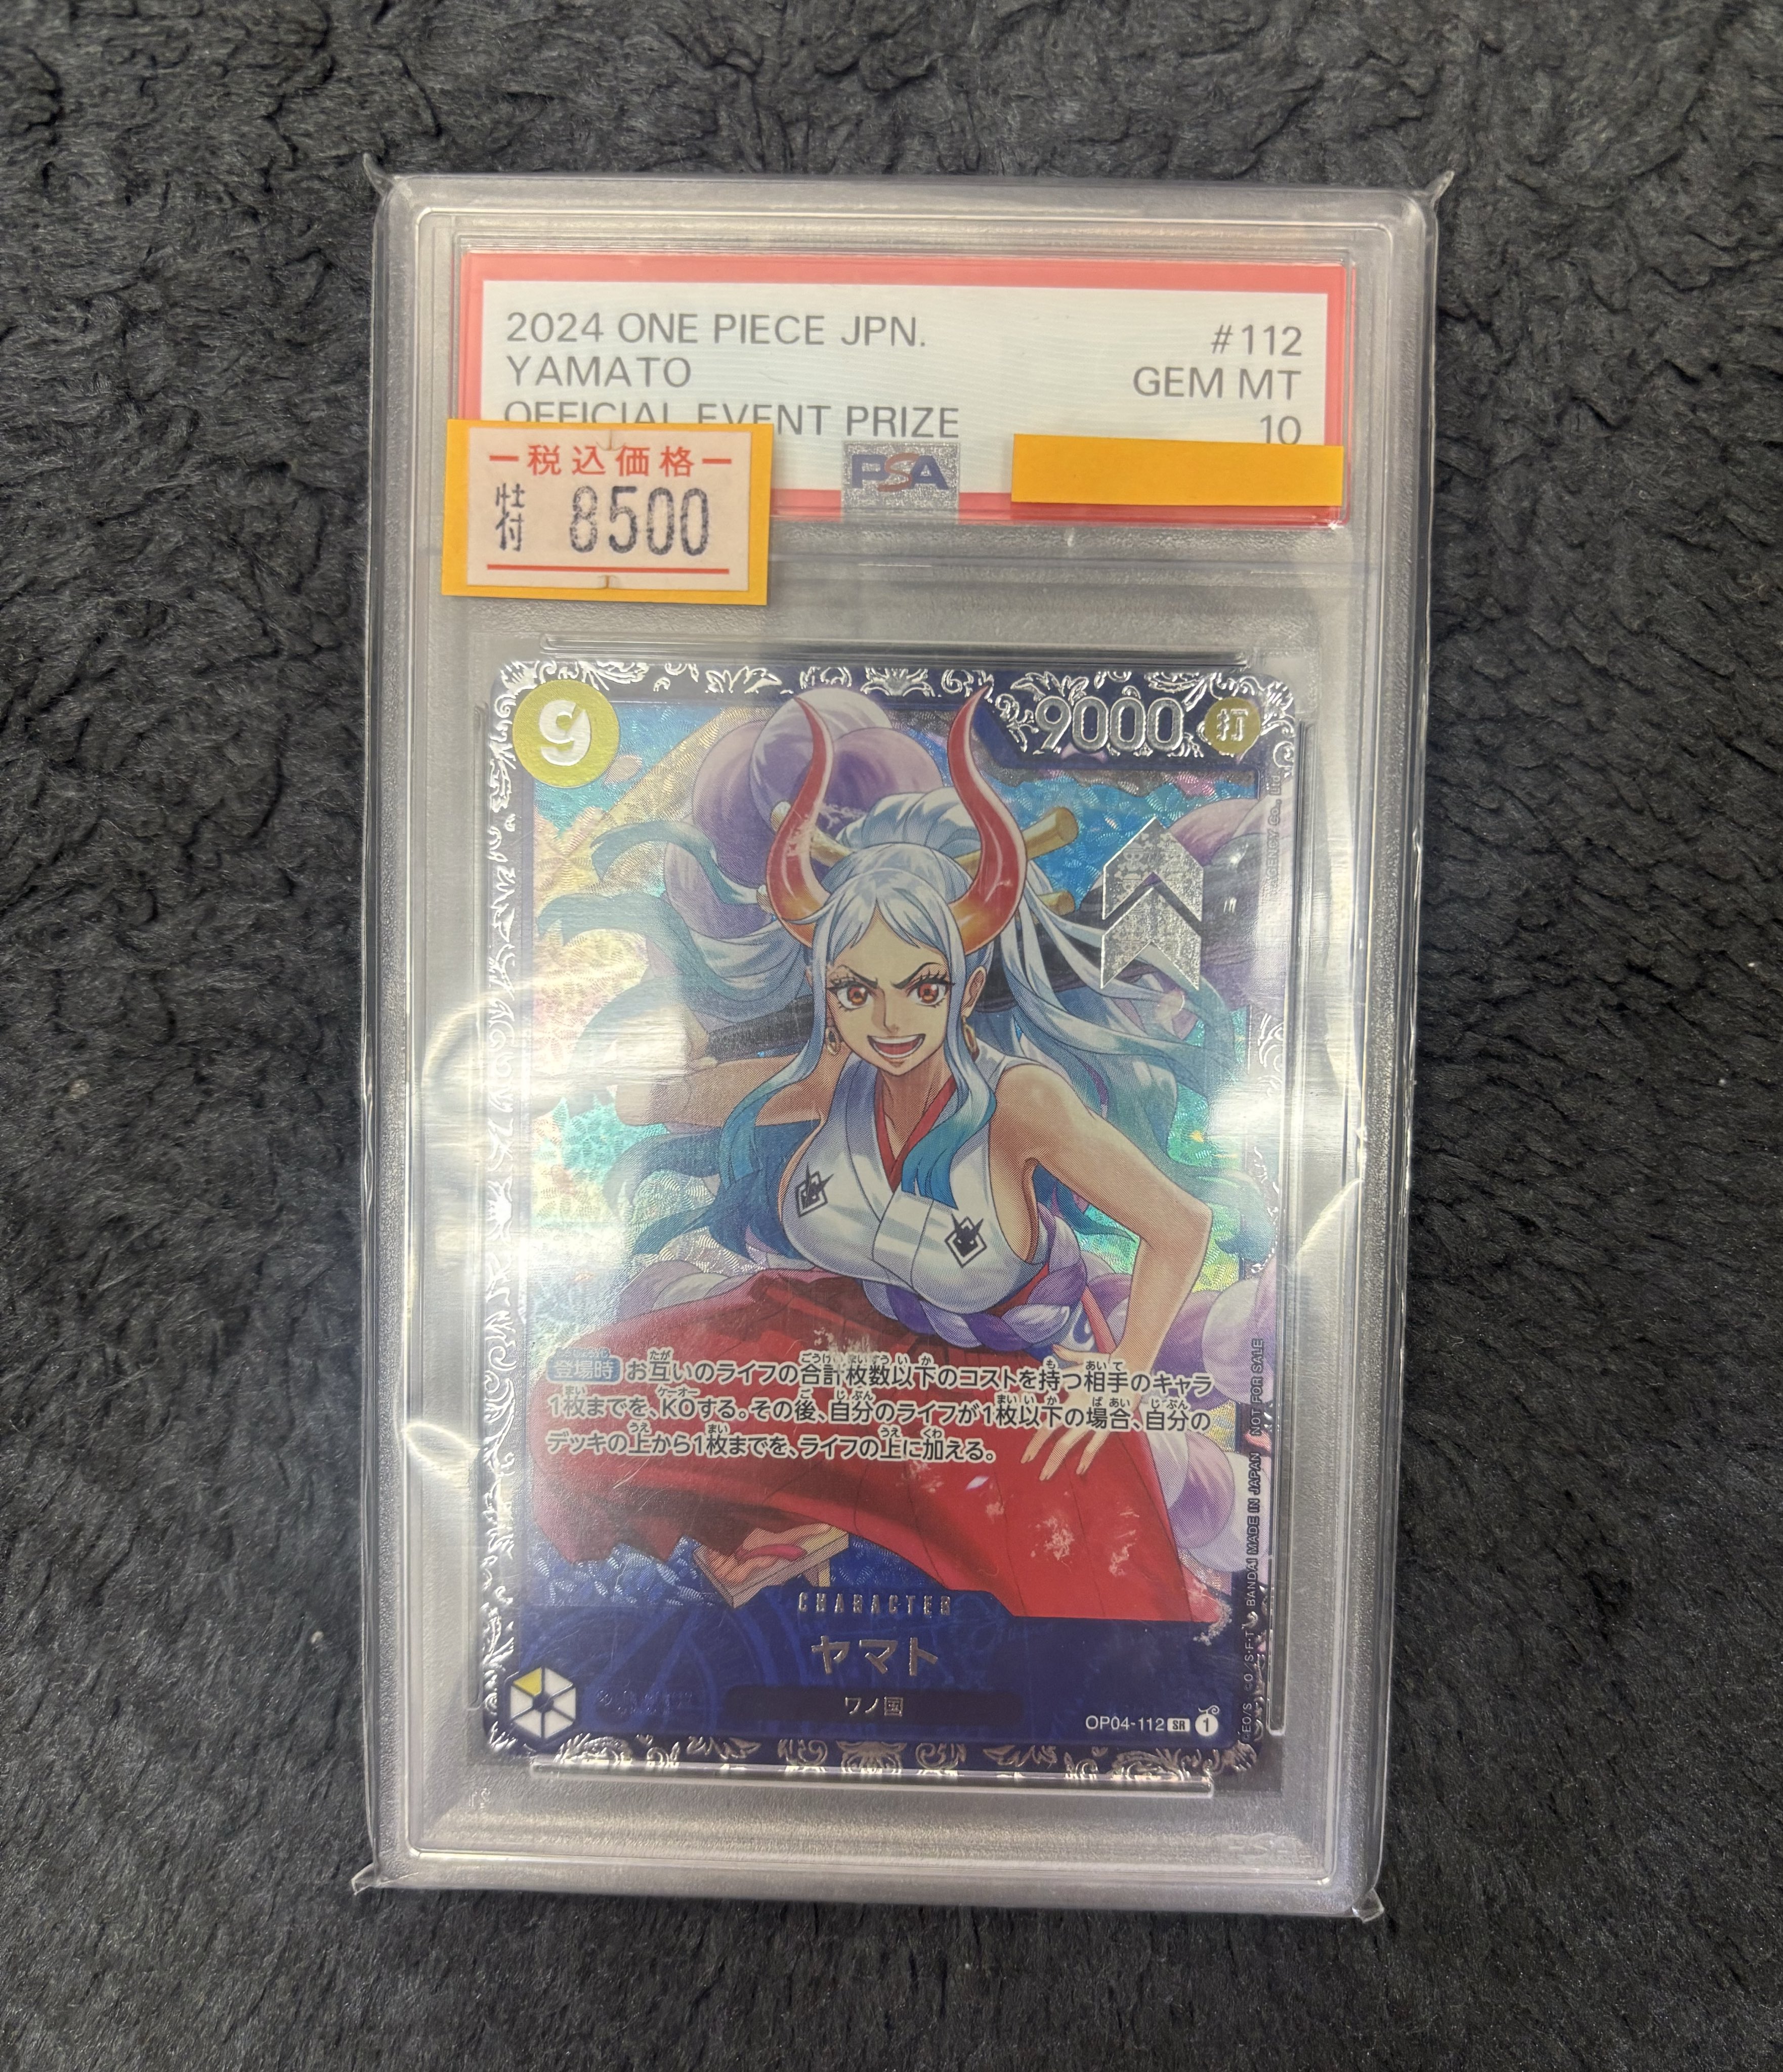 2024 ONE PIECE JPN.
#112
YAMATO
GEM MT
OFFICIAL EVENT PRIZE
10
PSA
税込価格
8500
9
9000
打
登場時 お互いのライフの合計枚数以下のコストを持つ相手のキャラ
1枚までを、KOする。その後、自分のライフが1枚以下の場合、自分の
デッキの上から1枚までを、ライフの上に加える。
CHARACTER
ヤマト
ワノ国
OP04-112 SR 1
BANDAI MADE IN JAPAN NOT FOR SALE